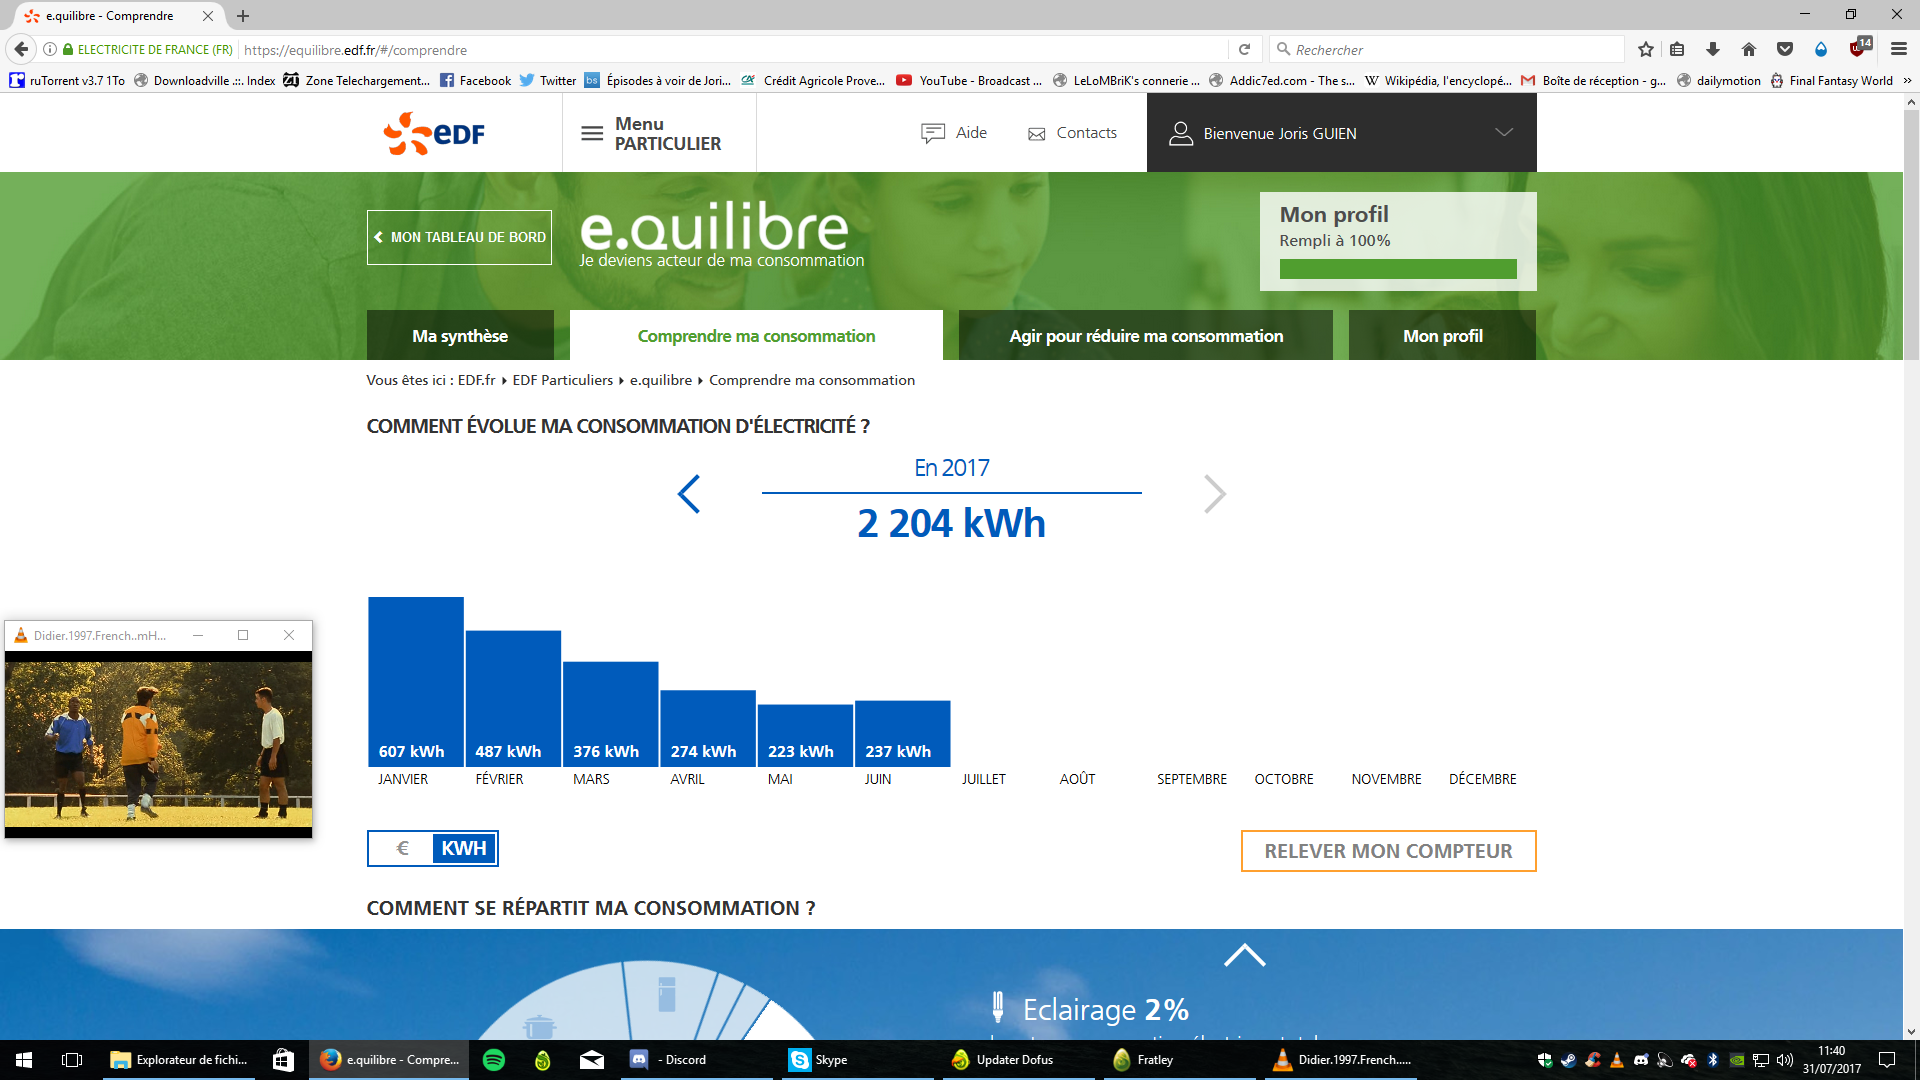 e.quilibre - Comprendre
ELECTRICITE DE FRANCE (FR)
https://equilibre.edf.fr/#/comprendre
Rechercher
14
ruTorrent v3.7 1To
Downloadville .::. Index
Zone Telechargement...
Facebook
Twitter
bs Épisodes à voir de Jori...
Crédit Agricole Prove...
YouTube - Broadcast ...
LeLoMBriK's connerie ...
Addic7ed.com - The s...
Wikipédia, l'encyclopé...
Boîte de réception - g...
dailymotion
Final Fantasy World
eDF
Menu
PARTICULIER
Aide
Contacts
Bienvenue Joris GUIEN
MON TABLEAU DE BORD
e.quilibre
Je deviens acteur de ma consommation
Mon profil
Rempli à 100%
Ma synthèse
Comprendre ma consommation
Agir pour réduire ma consommation
Mon profil
Vous êtes ici : EDF.fr EDF Particuliers e.quilibre Comprendre ma consommation
COMMENT ÉVOLUE MA CONSOMMATION D'ÉLECTRICITÉ ?
En 2017
2 204 kWh
607 kWh 487 kWh 376 kWh 274 kWh 223 kWh 237 kWh
JANVIER FÉVRIER MARS AVRIL MAI JUIN JUILLET AOÛT SEPTEMBRE OCTOBRE NOVEMBRE DÉCEMBRE
Didier.1997.French..mH...
€ KWH
RELEVER MON COMPTEUR
COMMENT SE RÉPARTIT MA CONSOMMATION ?
Eclairage 2%
Explorateur de fichi...
e.quilibre - Compre...
- Discord
Skype
Updater Dofus
Fratley
Didier.1997.French.....
11:40
31/07/2017